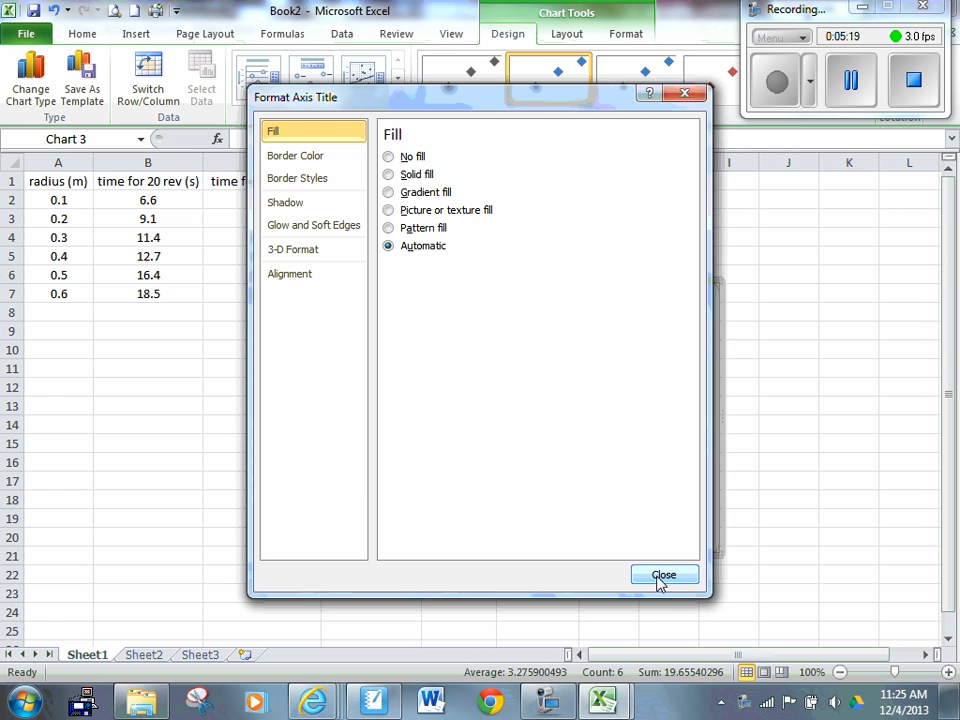 Book2 - Microsoft Excel
Chart Tools
Recording...
File Home Insert Page Layout Formulas Data Review View Design Layout Format
Menu 0:05:19 3.0 fps
Change Chart Type
Save As Template
Switch Row/Column
Select Data
Type
Data
Chart 3
fx
A B I J K L
1 radius (m) time for 20 rev (s) time f
2 0.1 6.6
3 0.2 9.1
4 0.3 11.4
5 0.4 12.7
6 0.5 16.4
7 0.6 18.5
8
9
10
11
12
13
14
15
16
17
18
19
20
21
22
23
24
25
Format Axis Title
Fill
Border Color
Border Styles
Shadow
Glow and Soft Edges
3-D Format
Alignment
Fill
No fill
Solid fill
Gradient fill
Picture or texture fill
Pattern fill
Automatic
Close
Sheet1 Sheet2 Sheet3
Ready Average: 3.275900493 Count: 6 Sum: 19.65540296 100%
11:25 AM
12/4/2013